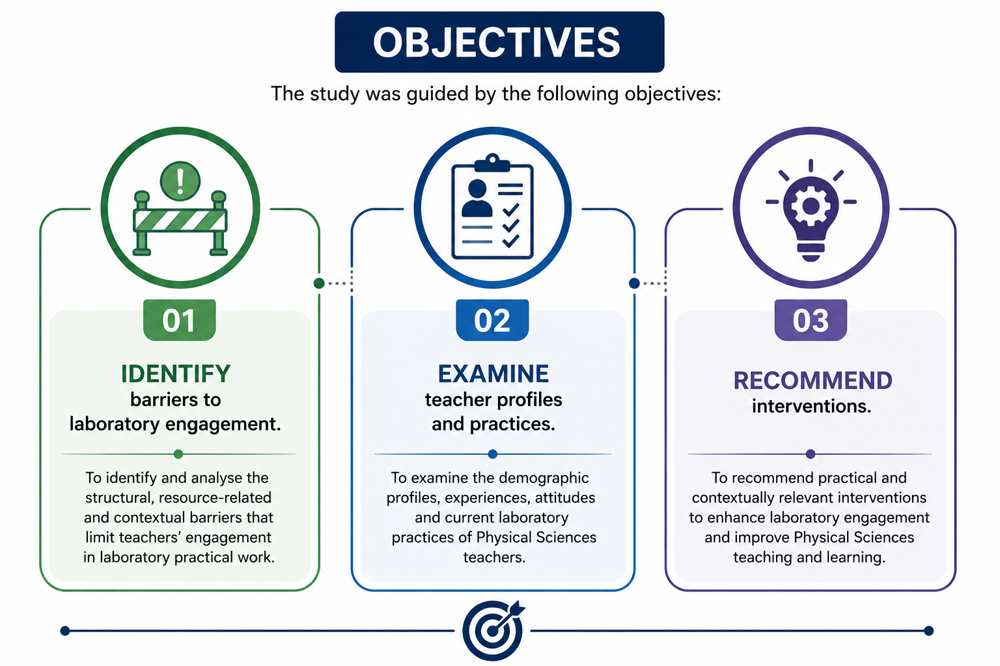 OBJECTIVES
The study was guided by the following objectives:
!
01
IDENTIFY
barriers to
laboratory engagement.
To identify and analyse the
structural, resource-related
and contextual barriers that
limit teachers’ engagement
in laboratory practical work.
02
EXAMINE
teacher profiles
and practices.
To examine the demographic
profiles, experiences, attitudes
and current laboratory
practices of Physical Sciences
teachers.
03
RECOMMEND
interventions.
To recommend practical and
contextually relevant interventions
to enhance laboratory engagement
and improve Physical Sciences
teaching and learning.